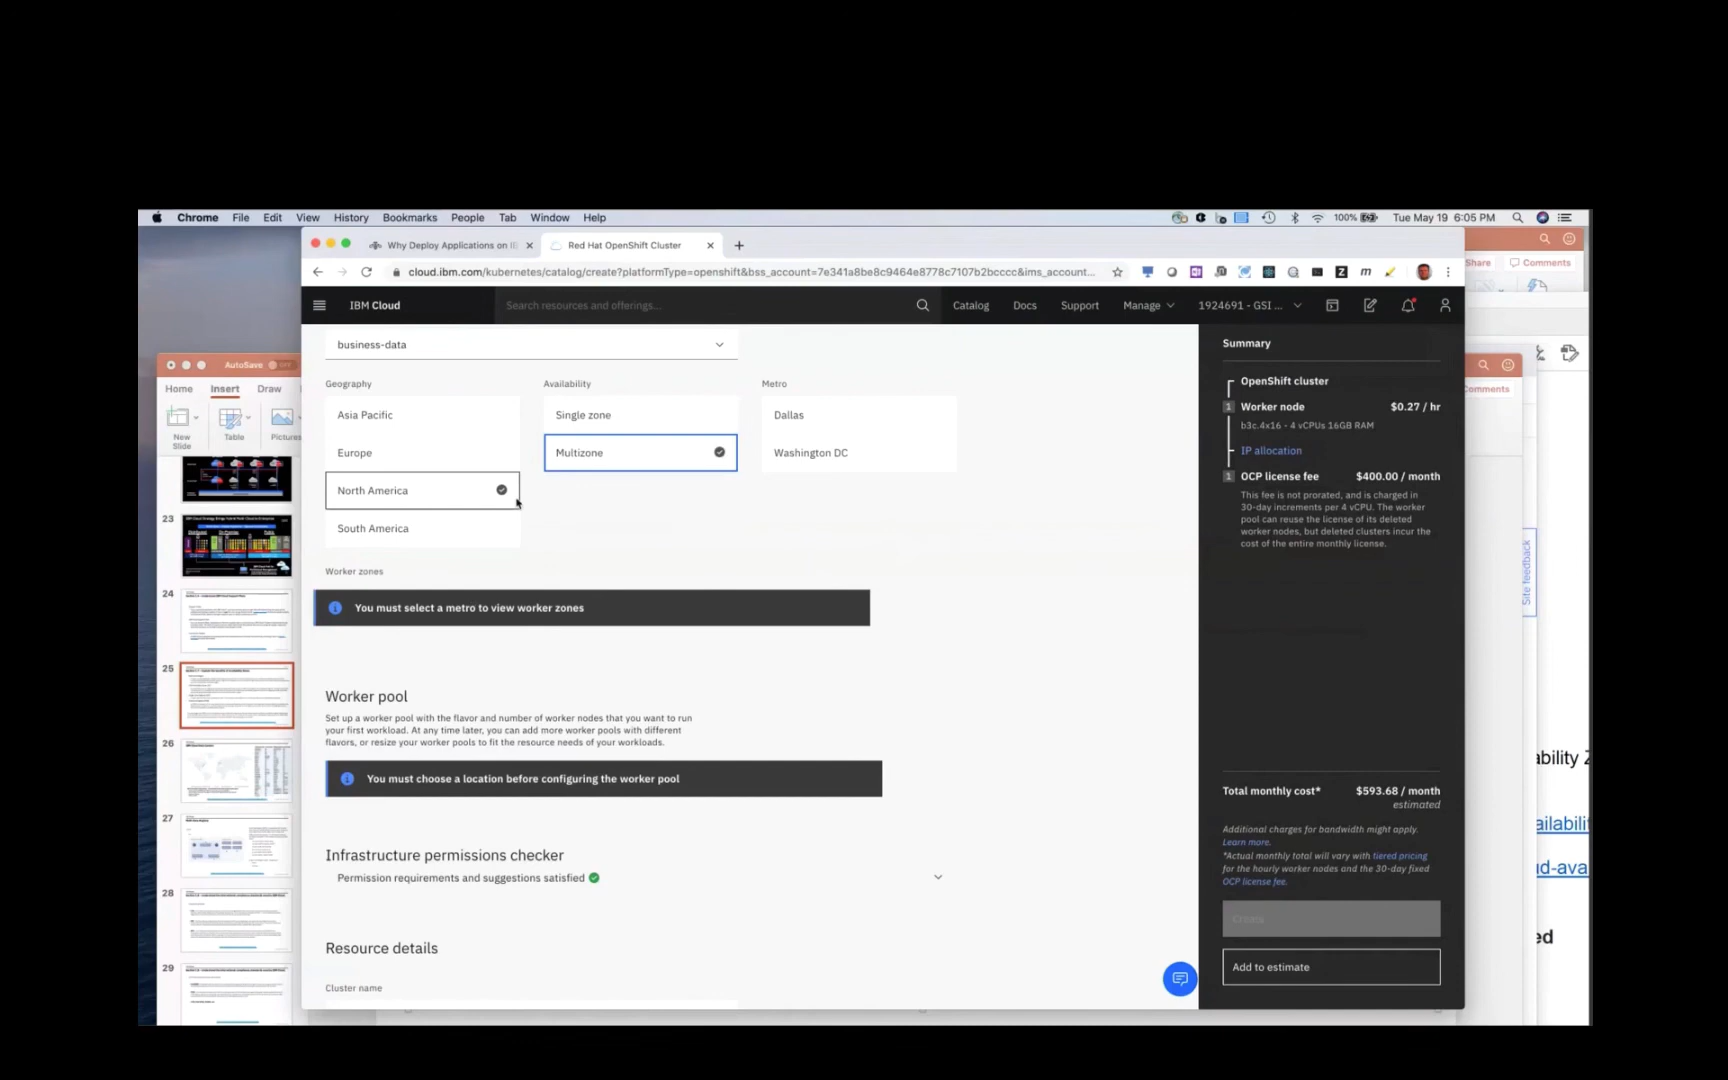 Chrome File Edit View History Bookmarks People Tab Window Help
100% Tue May 19 6:05 PM
Why Deploy Applications on IB
Red Hat OpenShift Cluster
cloud.ibm.com/kubernetes/catalog/create?platformType=openshift&bss_account=7e341a8be8c9464e8778c7107b2bcccc&ims_account...
Share Comments
IBM Cloud
Search resources and offerings...
Catalog Docs Support Manage 1924691 - GSI ...
AutoSave OFF
Home Insert Draw
New
Slide
Table
Pictures
Comments
23
24
25
26
27
28
29
business-data
Geography
Asia Pacific
Europe
North America
South America
Availability
Single zone
Multizone
Metro
Dallas
Washington DC
Worker zones
You must select a metro to view worker zones
Worker pool
Set up a worker pool with the flavor and number of worker nodes that you want to run
your first workload. At any time later, you can add more worker pools with different
flavors, or resize your worker pools to fit the resource needs of your workloads.
You must choose a location before configuring the worker pool
Infrastructure permissions checker
Permission requirements and suggestions satisfied
Resource details
Cluster name
Summary
OpenShift cluster
1 Worker node $0.27 / hr
b3c.4x16 - 4 vCPUs 16GB RAM
IP allocation
1 OCP license fee $400.00 / month
This fee is not prorated, and is charged in
30-day increments per 4 vCPU. The worker
pool can reuse the license of its deleted
worker nodes, but deleted clusters incur the
cost of the entire monthly license.
Total monthly cost* $593.68 / month
estimated
Additional charges for bandwidth might apply.
Learn more.
*Actual monthly total will vary with tiered pricing
for the hourly worker nodes and the 30-day fixed
OCP license fee.
Create
Add to estimate
Site feedback
ability Z
ailabilit
ud-ava
ed